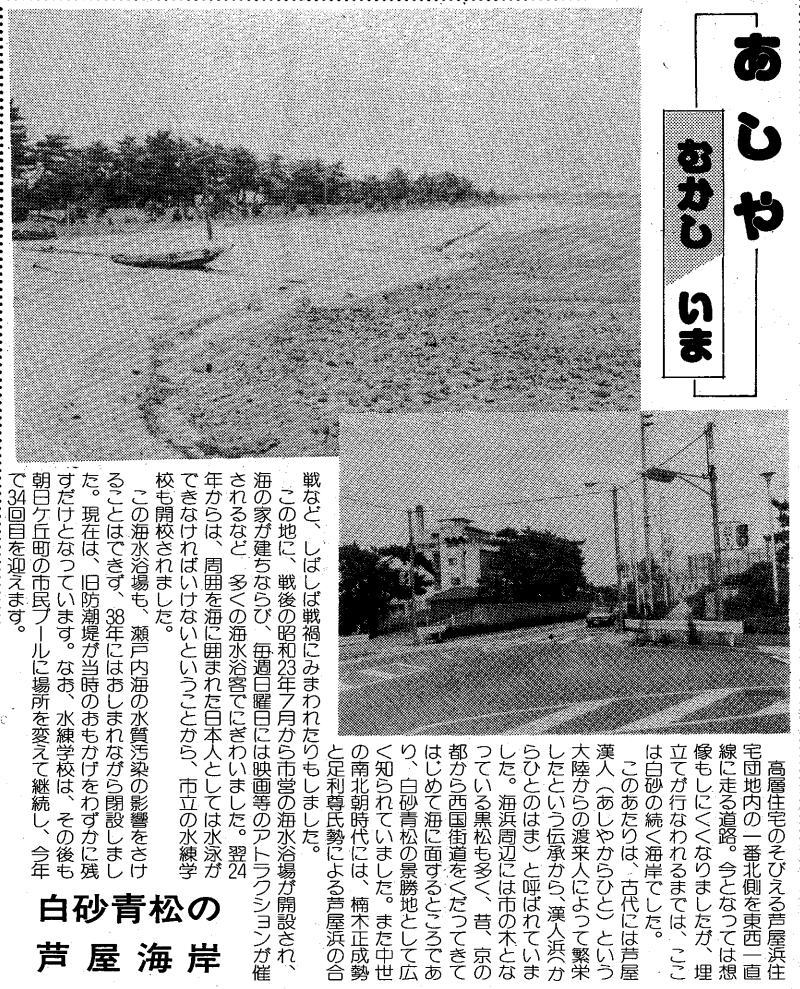 あしや
むかし
いま
白砂青松の
芦屋海岸
高層住宅のそびえる芦屋浜住
宅団地内の一番北側を東西一直
線に走る道路。今となっては想
像もしにくくなりましたが、埋
立てが行なわれるまでは、ここ
は白砂の続く海岸でした。
このあたりは、古代には芦屋
漢人（あしやからひと）という
大陸からの渡来人によって繁栄
したという伝承から、漢人浜（か
らひとのはま）と呼ばれていま
した。海浜周辺には市の木とな
っている黒松も多く、昔、京の
都から西国街道をくだってきて
はじめて海に面するところであ
り、白砂青松の景勝地として広
く知られていました。また中世
の南北朝時代には、楠木正成勢
と足利尊氏勢による芦屋浜の合
戦など、しばしば戦禍にみまわれたりもしました。
この地に、戦後の昭和23年7月から市営の海水浴場が開設され、
海の家が建ちならび、毎週日曜日には映画等のアトラクションが催
されるなど、多くの海水浴客でにぎわいました。翌24
年からは、周囲を海に囲まれた日本人としては水泳が
できなければいけないということから、市立の水練学
校も開校されました。
この海水浴場も、瀬戸内海の水質汚染の影響をさけ
ることはできず、38年にはおしまれながら閉設しまし
た。現在は、旧防潮堤が当時のおもかげをわずかに残
すだけとなっています。なお、水練学校は、その後も
朝日ケ丘町の市民プールに場所を変えて継続し、今年
で34回目を迎えます。